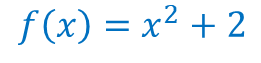 f(x) = x² + 2